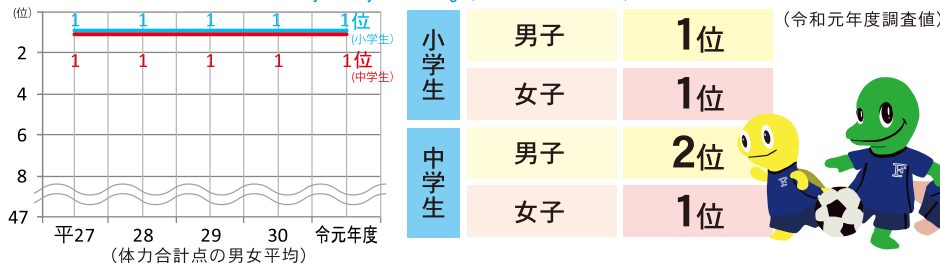 (位)
1 1 1 1 1位
(小学生)
2
1 1 1 1 1位
(中学生)
4
6
8
47
平27 28 29 30 令元年度
(体力合計点の男女平均)
(令和元年度調査値)
小学生
男子 1位
女子 1位
中学生
男子 2位
女子 1位
F
F